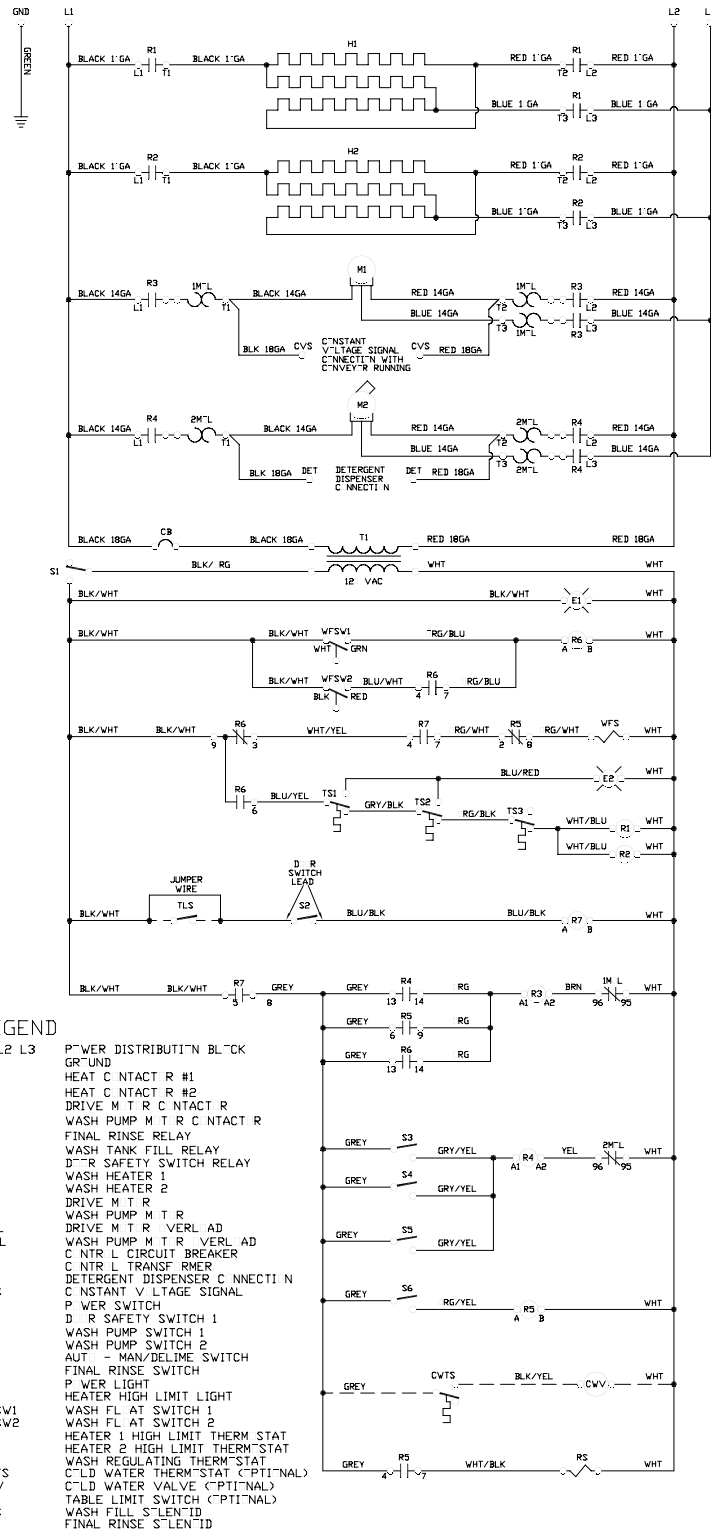 GND L1 L2 L
GREEN
BLACK GA R1 BLACK GA H1 RED GA R1 RED GA
L1 T1 T2 L2
BLUE 1 GA R1 BLUE 1 GA
T3 L3
BLACK GA R2 BLACK GA H2 RED GA R2 RED GA
L1 T1 T2 L2
BLUE GA R2 BLUE GA
T3 L3
M1
BLACK 14GA R3 BLACK 14GA RED 14GA R3 RED 14GA
L1 T1 T2 L2
BLUE 14GA BLUE 14GA
T3 R3 L3
BLK 18GA CVS C NSTANT CVS RED 18GA
V LTAGE SIGNAL
C NNECTI N WITH
C NVEY R RUNNING
M2
BLACK 14GA R4 BLACK 14GA RED 14GA R4 RED 14GA
L1 T1 T2 L2
BLUE 14GA BLUE 14GA
T3 R4 L3
BLK 18GA DET DETERGENT DET RED 18GA
DISPENSER
C NNECTI N
BLACK 18GA CB BLACK 18GA T1 RED 18GA RED 18GA
S1 BLK/ RG WHT WHT
12 VAC
BLK/WHT BLK/WHT E1 WHT
BLK/WHT BLK/WHT WFSW1 RG/BLU R6 WHT
WHT GRN A B
BLK/WHT WFSW2 BLU/WHT R6 RG/BLU
BLK RED 4 7
BLK/WHT BLK/WHT R6 WHT/YEL R7 RG/WHT R5 RG/WHT WFS WHT
9 3 4 7 2 8
BLU/RED E2 WHT
R6 BLU/YEL TS1 GRY/BLK TS2 RG/BLK TS3
6
WHT/BLU R1 WHT
WHT/BLU R2 WHT
JUMPER
WIRE
D R
SWITCH
LEAD
BLK/WHT TLS S2 BLU/BLK BLU/BLK R7 WHT
A B
BLK/WHT BLK/WHT R7 GREY GREY R4 RG R3 BRN 1M L WHT
5 8 13 14 A1 - A2 96 95
GREY R5 RG
6 9
GREY R6 RG
13 14
EGEND
L2 L3 P WER DISTRIBUTI N BL CK
GR UND
HEAT C NTACT R #1
HEAT C NTACT R #2
DRIVE M T R C NTACT R
WASH PUMP M T R C NTACT R
FINAL RINSE RELAY
WASH TANK FILL RELAY
D R SAFETY SWITCH RELAY
WASH HEATER 1
WASH HEATER 2
DRIVE M T R
WASH PUMP M T R
L DRIVE M T R VERL AD
L WASH PUMP M T R VERL AD
C NTR L CIRCUIT BREAKER
C NTR L TRANSF RMER
DETERGENT DISPENSER C NNECTI N
C NSTANT V LTAGE SIGNAL
P WER SWITCH
D R SAFETY SWITCH 1
WASH PUMP SWITCH 1
WASH PUMP SWITCH 2
AUT - MAN/DELIME SWITCH
FINAL RINSE SWITCH
P WER LIGHT
HEATER HIGH LIMIT LIGHT
W1 WASH FL AT SWITCH 1
W2 WASH FL AT SWITCH 2
HEATER 1 HIGH LIMIT THERM STAT
HEATER 2 HIGH LIMIT THERM STAT
WASH REGULATING THERM STAT
S C LD WATER THERM STAT ( PTI NAL)
C LD WATER VALVE ( PTI NAL)
TABLE LIMIT SWITCH ( PTI NAL)
WASH FILL S LEN ID
FINAL RINSE S LEN ID
GREY S3 GRY/YEL R4 YEL WHT
A1 A2 96 95
GREY S4 GRY/YEL
GREY S5 GRY/YEL
GREY S6 RG/YEL R5 WHT
A B
GREY CWTS BLK/YEL CWV WHT
GREY R5 WHT/BLK RS WHT
4 7